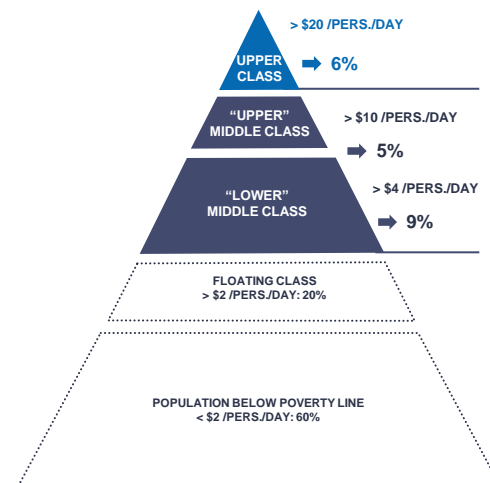 > $20 /PERS./DAY
UPPER
CLASS
6%
“UPPER”
MIDDLE CLASS
> $10 /PERS./DAY
5%
“LOWER”
MIDDLE CLASS
> $4 /PERS./DAY
9%
FLOATING CLASS
> $2 /PERS./DAY: 20%
POPULATION BELOW POVERTY LINE
< $2 /PERS./DAY: 60%